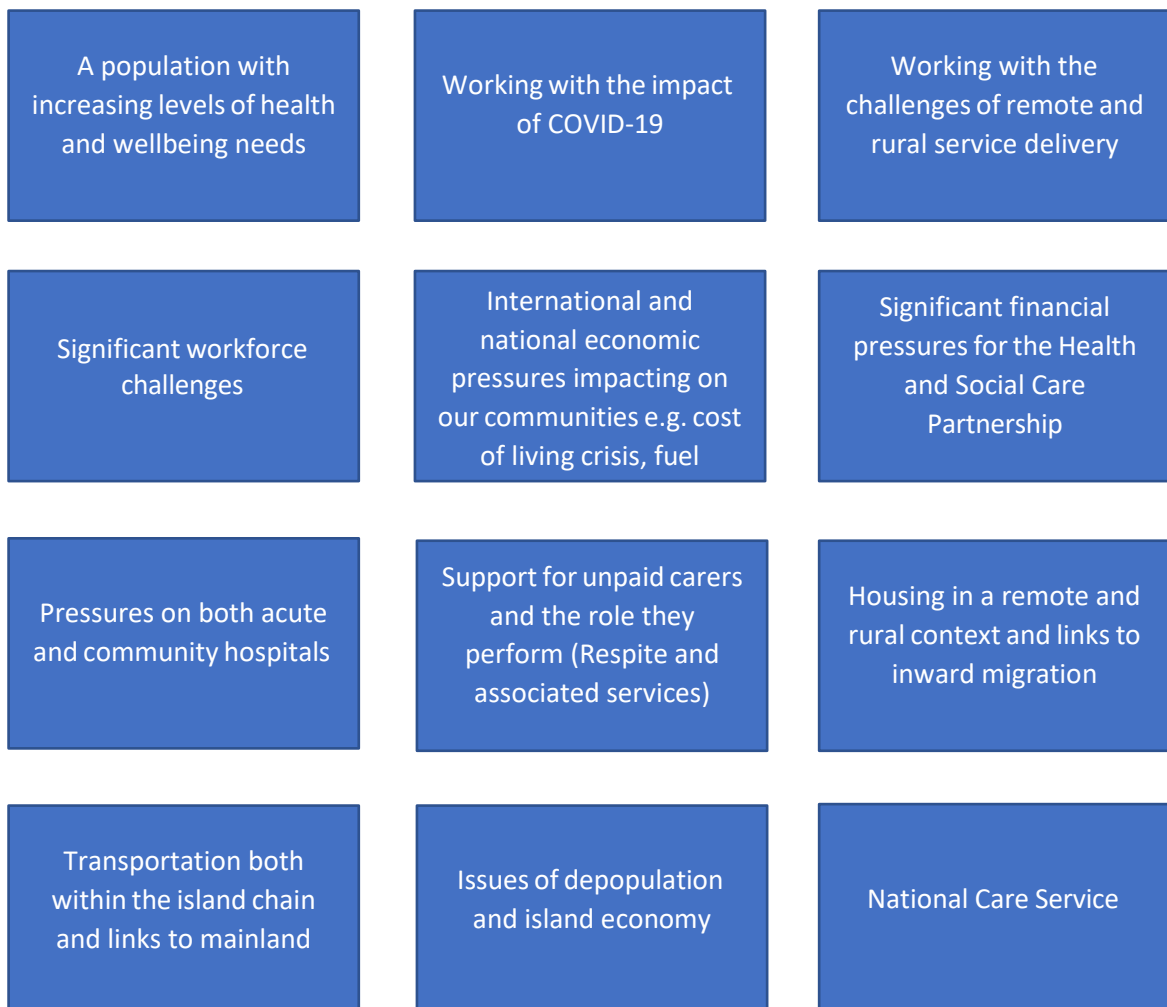 A population with
increasing levels of health
and wellbeing needs
Working with the impact
of COVID-19
Working with the
challenges of remote and
rural service delivery
Significant workforce
challenges
International and
national economic
pressures impacting on
our communities e.g. cost
of living crisis, fuel
Significant financial
pressures for the Health
and Social Care
Partnership
Pressures on both acute
and community hospitals
Support for unpaid carers
and the role they
perform (Respite and
associated services)
Housing in a remote and
rural context and links to
inward migration
Transportation both
within the island chain
and links to mainland
Issues of depopulation
and island economy
National Care Service